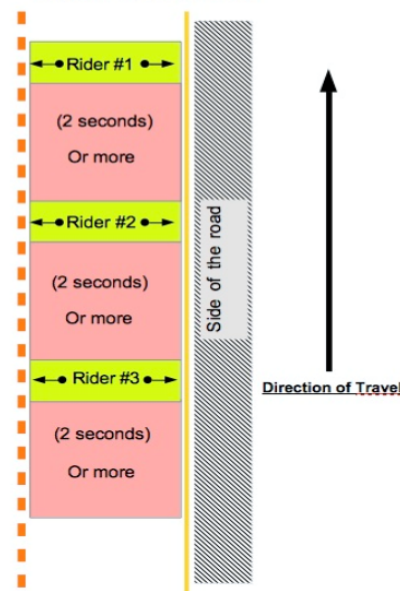 Rider #1
(2 seconds)
Or more
Rider #2
(2 seconds)
Or more
Side of the road
Rider #3
Direction of Travel
(2 seconds)
Or more